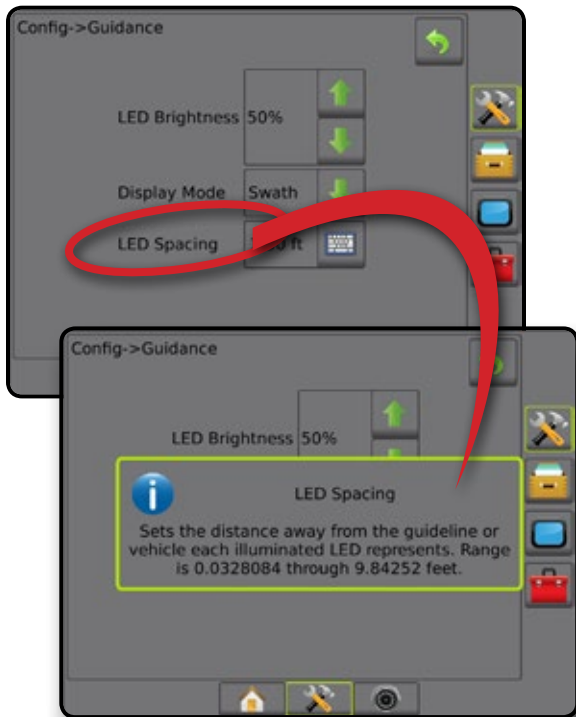 Config->Guidance
LED Brightness 50%
Display Mode Swath
LED Spacing ft
Config->Guidance
LED Brightness 50%
LED Spacing
Sets the distance away from the guideline or
vehicle each illuminated LED represents. Range
is 0.0328084 through 9.84252 feet.